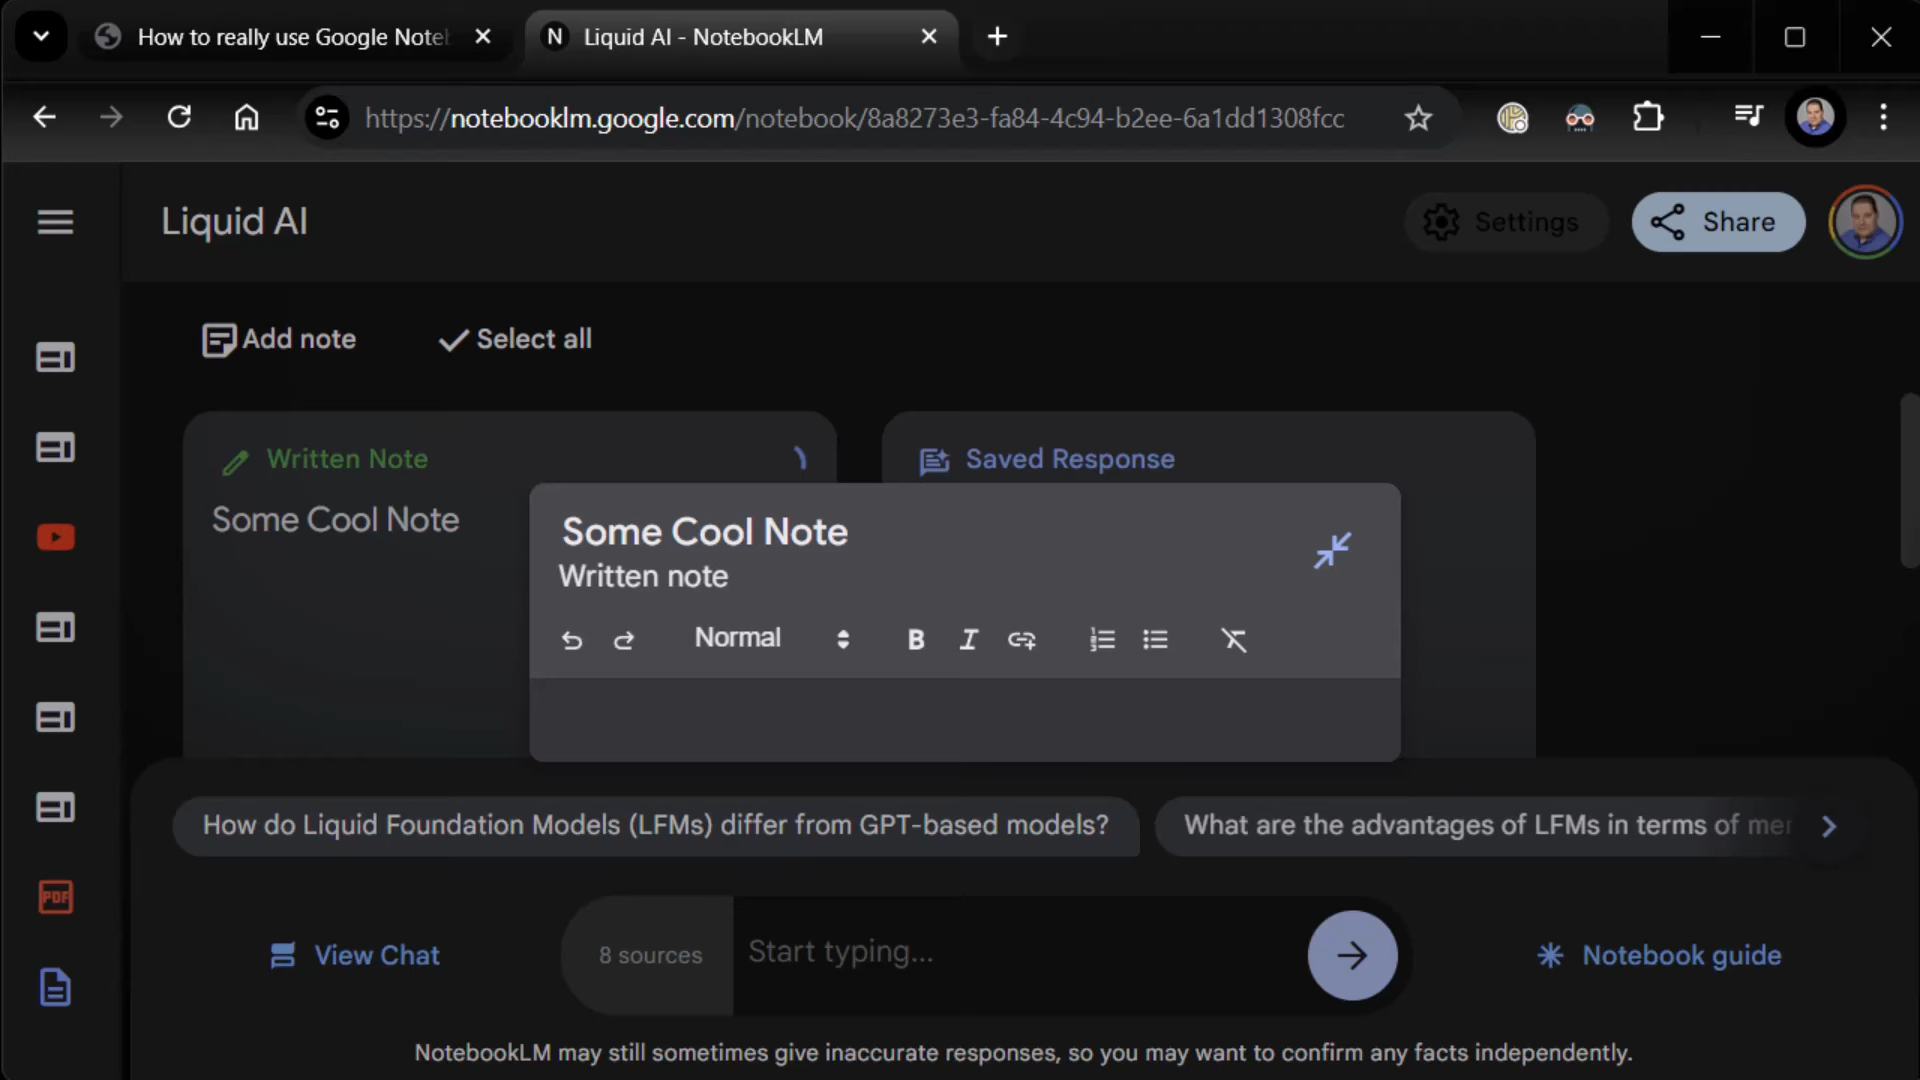 How to really use Google Note
N Liquid AI - NotebookLM
https://notebooklm.google.com/notebook/8a8273e3-fa84-4c94-b2ee-6a1dd1308fcc
Liquid AI
Settings
Share
Add note
Select all
Written Note
Saved Response
Some Cool Note
Some Cool Note
Written note
Normal
B I
How do Liquid Foundation Models (LFMs) differ from GPT-based models?
What are the advantages of LFMs in terms of
PDF
View Chat
8 sources
Start typing...
Notebook guide
NotebookLM may still sometimes give inaccurate responses, so you may want to confirm any facts independently.